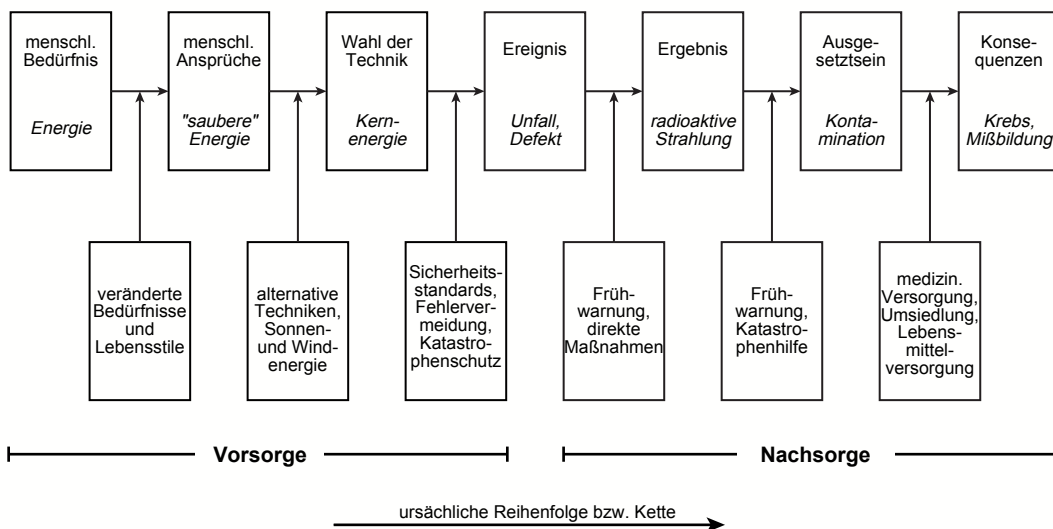 menschl.
Bedürfnis
Energie
menschl.
Ansprüche
"saubere"
Energie
Wahl der
Technik
Kern-
energie
Ereignis
Unfall,
Defekt
Ergebnis
radioaktive
Strahlung
Ausge-
setztsein
Konta-
mination
Konse-
quenzen
Krebs,
Mißbildung
veränderte
Bedürfnisse
und
Lebensstile
alternative
Techniken,
Sonnen-
und Wind-
energie
Sicherheits-
standards,
Fehlerver-
meidung,
Katastro-
phenschutz
Früh-
warnung,
direkte
Maßnahmen
Früh-
warnung,
Katastro-
phenhilfe
medizin.
Versorgung,
Umsiedlung,
Lebens-
mittel-
versorgung
Vorsorge
Nachsorge
ursächliche Reihenfolge bzw. Kette